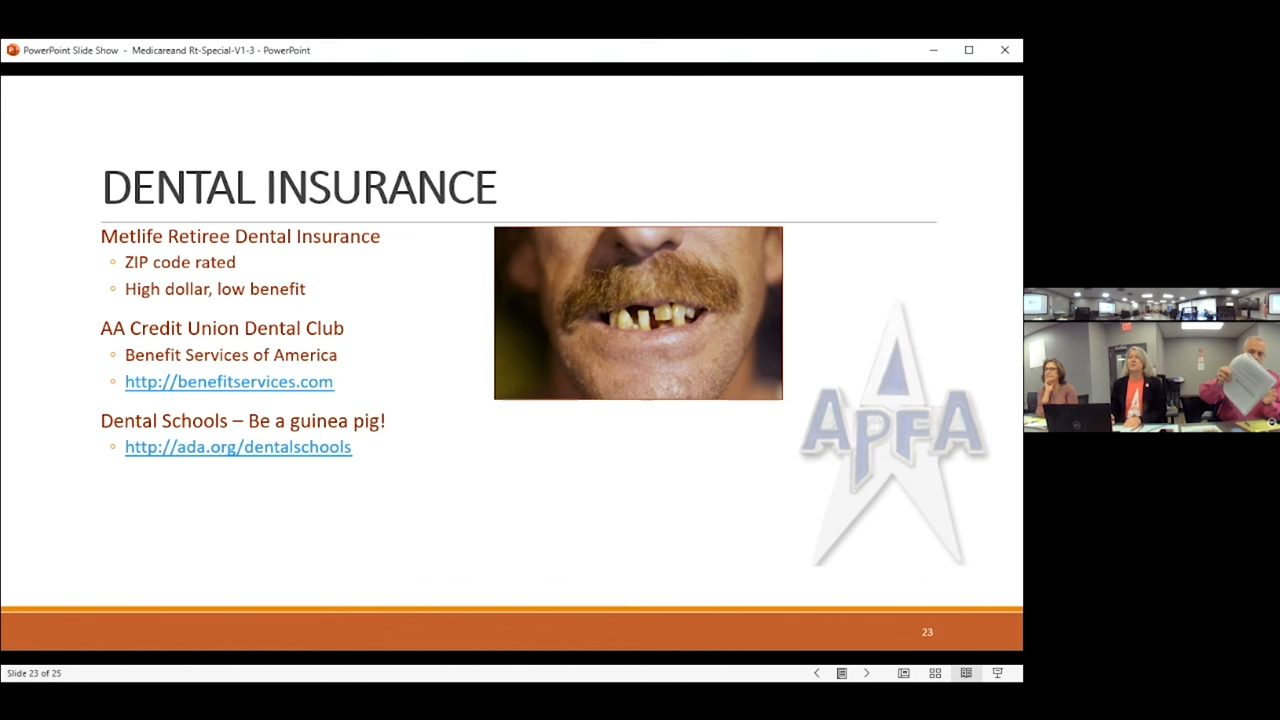 PowerPoint Slide Show - Medicareand Rt-Special-V1-3 - PowerPoint
DENTAL INSURANCE
Metlife Retiree Dental Insurance
ZIP code rated
High dollar, low benefit
AA Credit Union Dental Club
Benefit Services of America
http://benefitservices.com
Dental Schools – Be a guinea pig!
http://ada.org/dentalschools
APFA
23
Slide 23 of 25